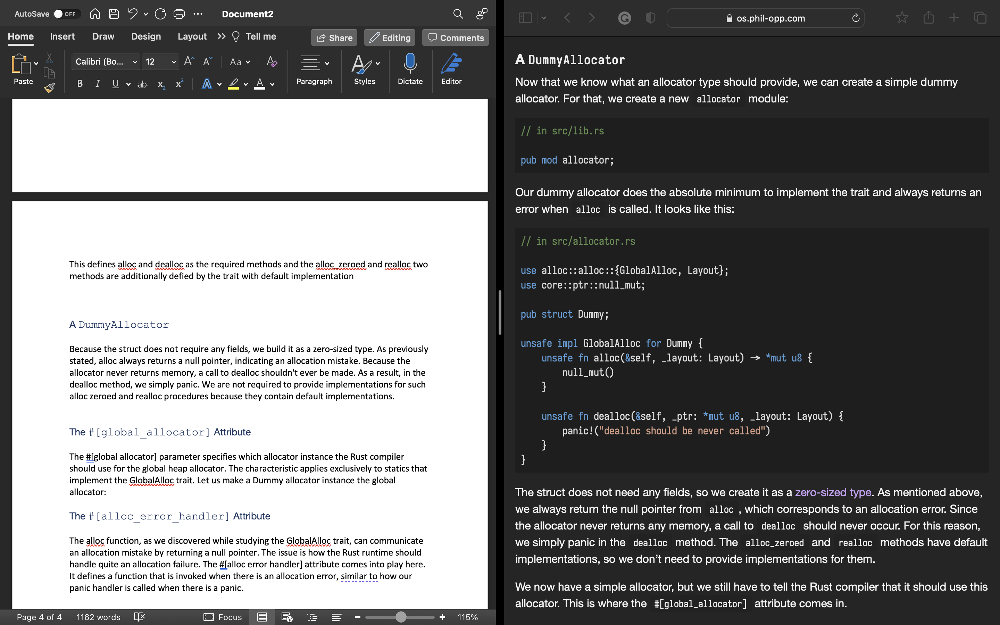 AutoSave OFF Document2
Home Insert Draw Design Layout Tell me Share Editing Comments
Paste Calibri (Bo... 12 Aa Paragraph Styles Dictate Editor
B I U ab x2 x2 A A
This defines alloc and dealloc as the required methods and the alloc_zeroed and realloc two
methods are additionally defied by the trait with default implementation
A DummyAllocator
Because the struct does not require any fields, we build it as a zero-sized type. As previously
stated, alloc always returns a null pointer, indicating an allocation mistake. Because the
allocator never returns memory, a call to dealloc shouldn't ever be made. As a result, in the
dealloc method, we simply panic. We are not required to provide implementations for such
alloc zeroed and realloc procedures because they contain default implementations.
The #[global_allocator] Attribute
The #[global allocator] parameter specifies which allocator instance the Rust compiler
should use for the global heap allocator. The characteristic applies exclusively to statics that
implement the GlobalAlloc trait. Let us make a Dummy allocator instance the global
allocator:
The #[alloc_error_handler] Attribute
The alloc function, as we discovered while studying the GlobalAlloc trait, can communicate
an allocation mistake by returning a null pointer. The issue is how the Rust runtime should
handle quite an allocation failure. The #[alloc error handler] attribute comes into play here.
It defines a function that is invoked when there is an allocation error, similar to how our
panic handler is called when there is a panic.
Page 4 of 4 1162 words Focus 115%
os.phil-opp.com
A DummyAllocator
Now that we know what an allocator type should provide, we can create a simple dummy
allocator. For that, we create a new allocator module:
// in src/lib.rs
pub mod allocator;
Our dummy allocator does the absolute minimum to implement the trait and always returns an
error when alloc is called. It looks like this:
// in src/allocator.rs
use alloc::alloc::{GlobalAlloc, Layout};
use core::ptr::null_mut;
pub struct Dummy;
unsafe impl GlobalAlloc for Dummy {
unsafe fn alloc(&self, _layout: Layout) -> *mut u8 {
null_mut()
}
unsafe fn dealloc(&self, _ptr: *mut u8, _layout: Layout) {
panic!("dealloc should be never called")
}
}
The struct does not need any fields, so we create it as a zero-sized type. As mentioned above,
we always return the null pointer from alloc , which corresponds to an allocation error. Since
the allocator never returns any memory, a call to dealloc should never occur. For this reason,
we simply panic in the dealloc method. The alloc_zeroed and realloc methods have default
implementations, so we don’t need to provide implementations for them.
We now have a simple allocator, but we still have to tell the Rust compiler that it should use this
allocator. This is where the #[global_allocator] attribute comes in.